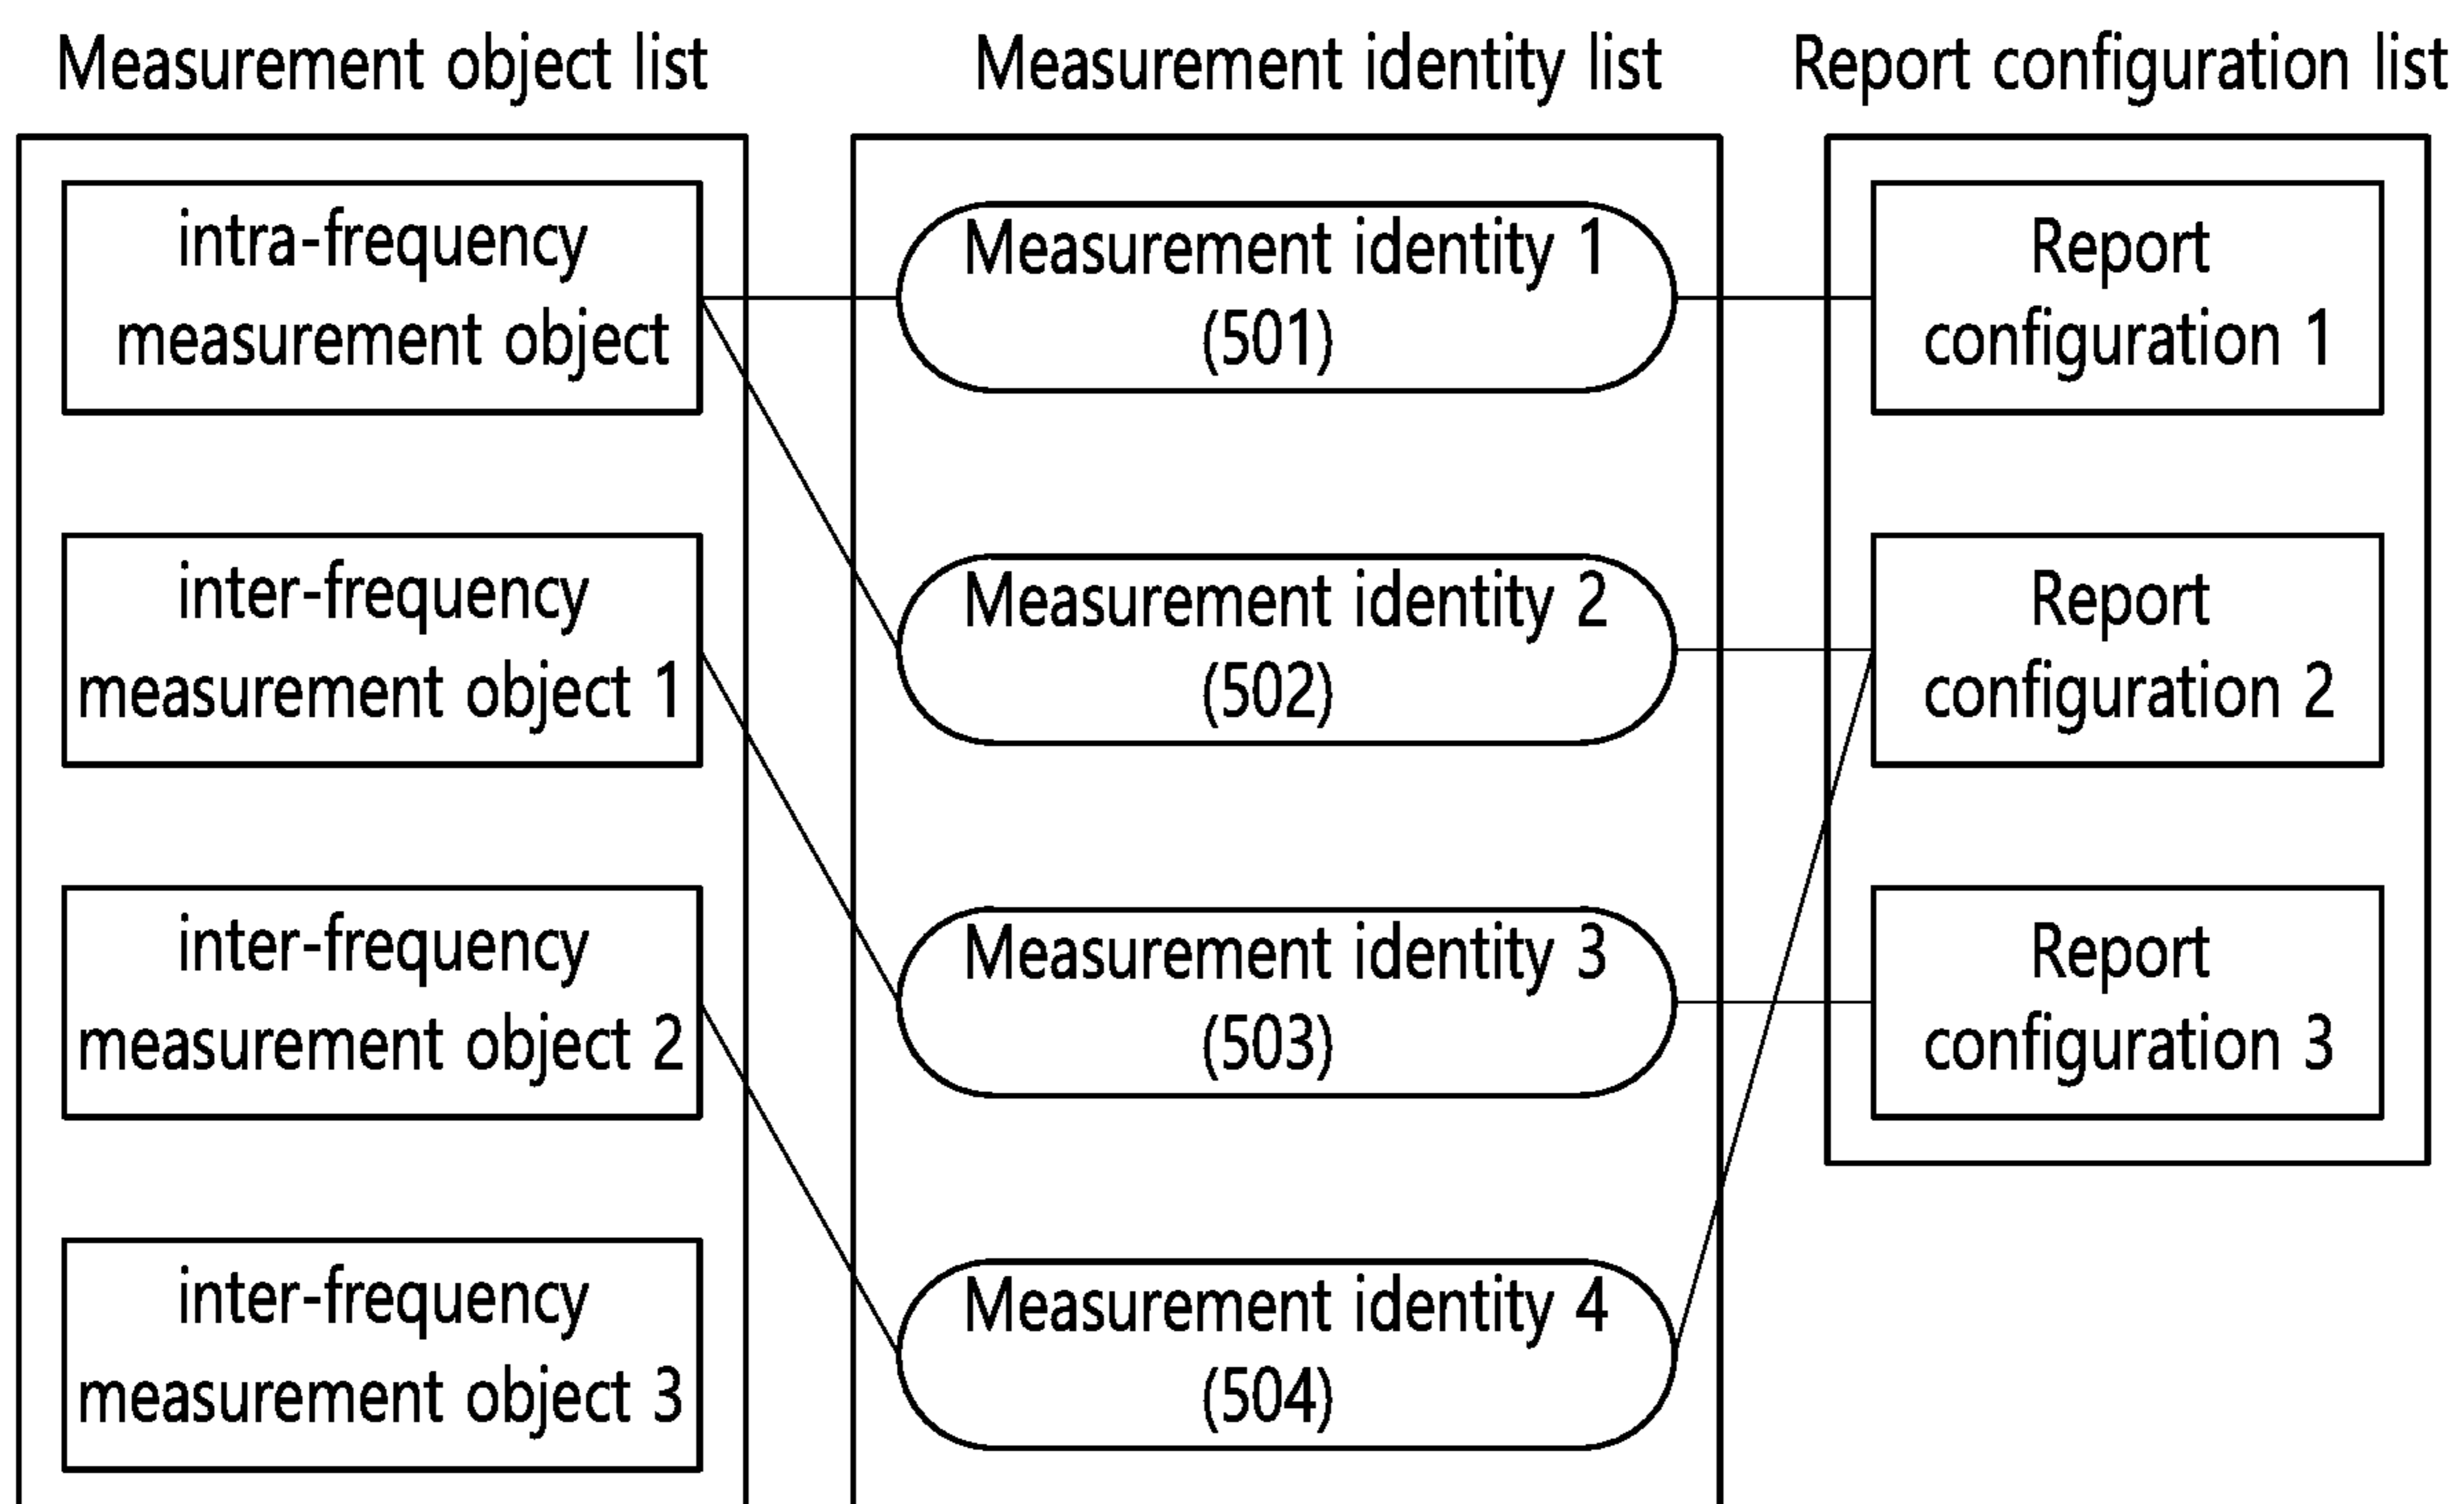 Measurement object list
Measurement identity list
Report configuration list
intra-frequency
measurement object
Measurement identity 1
(501)
Report
configuration 1
inter-frequency
measurement object 1
Measurement identity 2
(502)
Report
configuration 2
inter-frequency
measurement object 2
Measurement identity 3
(503)
Report
configuration 3
inter-frequency
measurement object 3
Measurement identity 4
(504)